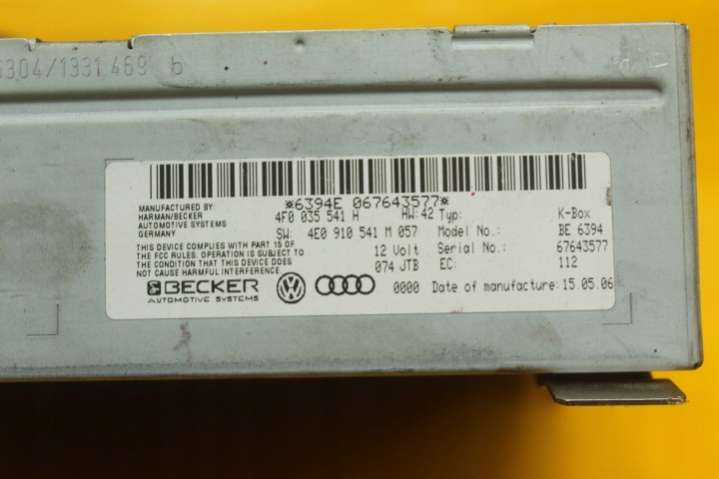 6304/1331 469 b
*6394E 067643577*
MANUFACTURED BY:
HARMAN/BECKER
AUTOMOTIVE SYSTEMS
GERMANY
THIS DEVICE COMPLIES WITH PART 15 OF
THE FCC RULES. OPERATION IS SUBJECT TO
THE CONDITION THAT THIS DEVICE DOES
NOT CAUSE HARMFUL INTERFERENCE
4F0 035 541 H HW: 42 Typ: K-Box
SW: 4E0 910 541 M 057 Model No.: BE 6394
12 Volt Serial No.: 67643577
074 JTB EC: 112
0000 Date of manufacture: 15.05.06
BECKER
AUTOMOTIVE SYSTEMS